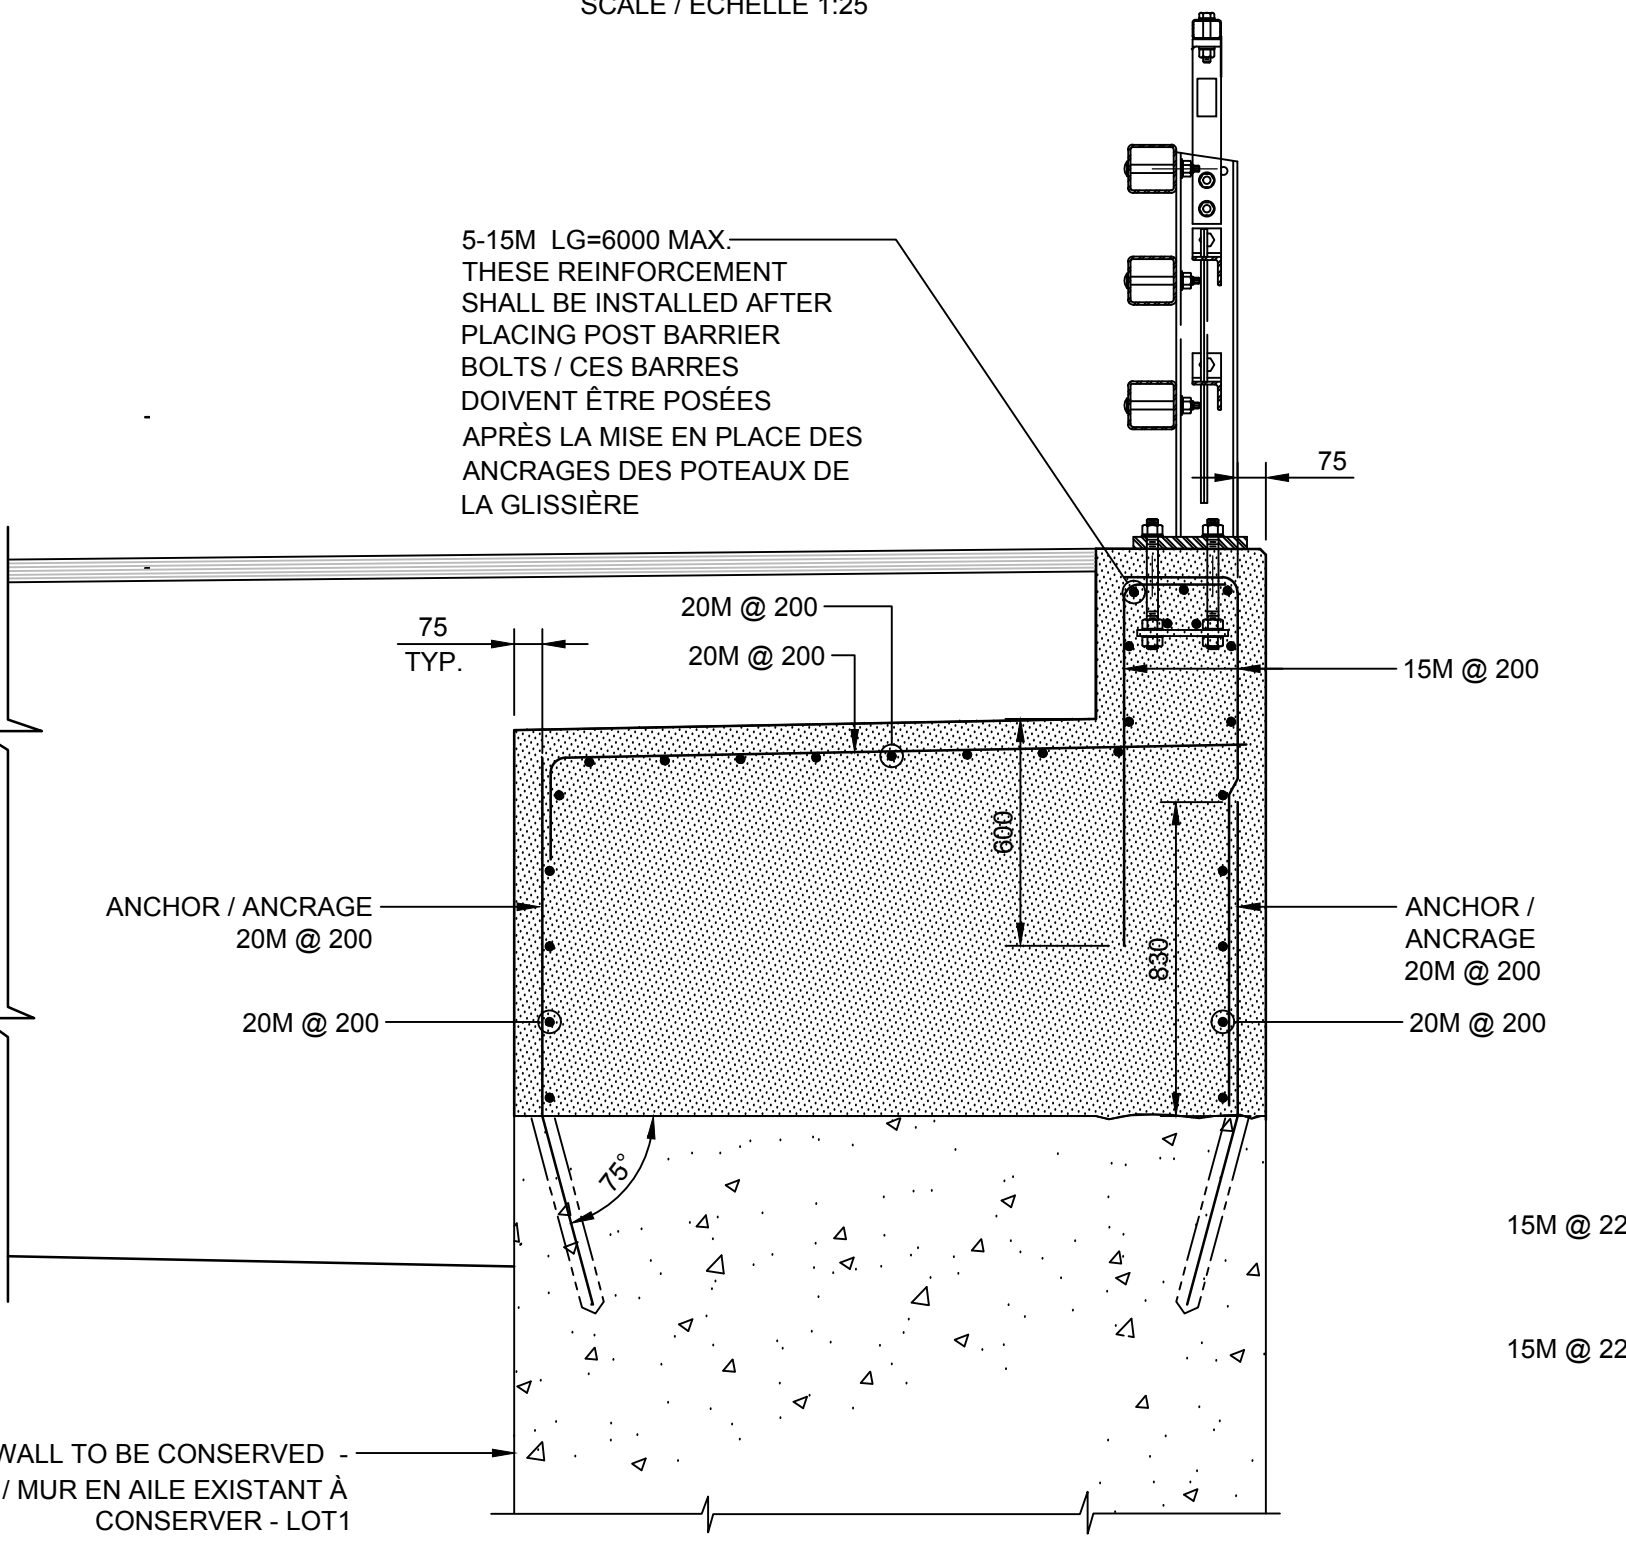 SCALE / ÉCHELLE 1:25
5-15M LG=6000 MAX.
THESE REINFORCEMENT
SHALL BE INSTALLED AFTER
PLACING POST BARRIER
BOLTS / CES BARRES
DOIVENT ÊTRE POSÉES
APRÈS LA MISE EN PLACE DES
ANCRAGES DES POTEAUX DE
LA GLISSIÈRE
75
20M @ 200
75
TYP.
20M @ 200
15M @ 200
600
830
ANCHOR / ANCRAGE
20M @ 200
ANCHOR /
ANCRAGE
20M @ 200
20M @ 200
20M @ 200
75°
15M @ 22
15M @ 22
WALL TO BE CONSERVED -
/ MUR EN AILE EXISTANT À
CONSERVER - LOT1